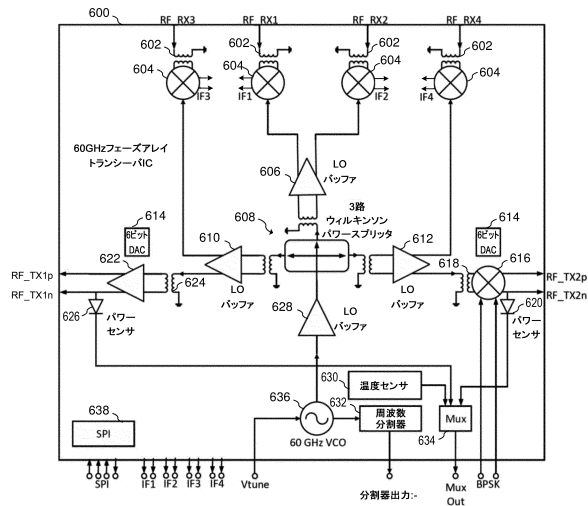 600
RF_RX3
RF_RX1
RF_RX2
RF_RX4
602
602
602
602
604
604
604
604
IF3
IF1
IF2
IF4
60GHzフェーズアレイ
トランシーバIC
606
LO
バッファ
3路
ウィルキンソン
パワースプリッタ
608
614
6ビット
DAC
610
612
614
6ビット
DAC
616
618
622
624
RF_TX1p
RF_TX1n
RF_TX2p
RF_TX2n
626
パワー
センサ
LO
バッファ
628
LO
バッファ
LO
バッファ
620
パワー
センサ
630
温度センサ
632
周波数
分割器
Mux
634
636
60 GHz VCO
638
SPI
SPI
IF1
IF2
IF3
IF4
Vtune
分割器出力:-
Mux
Out
BPSK